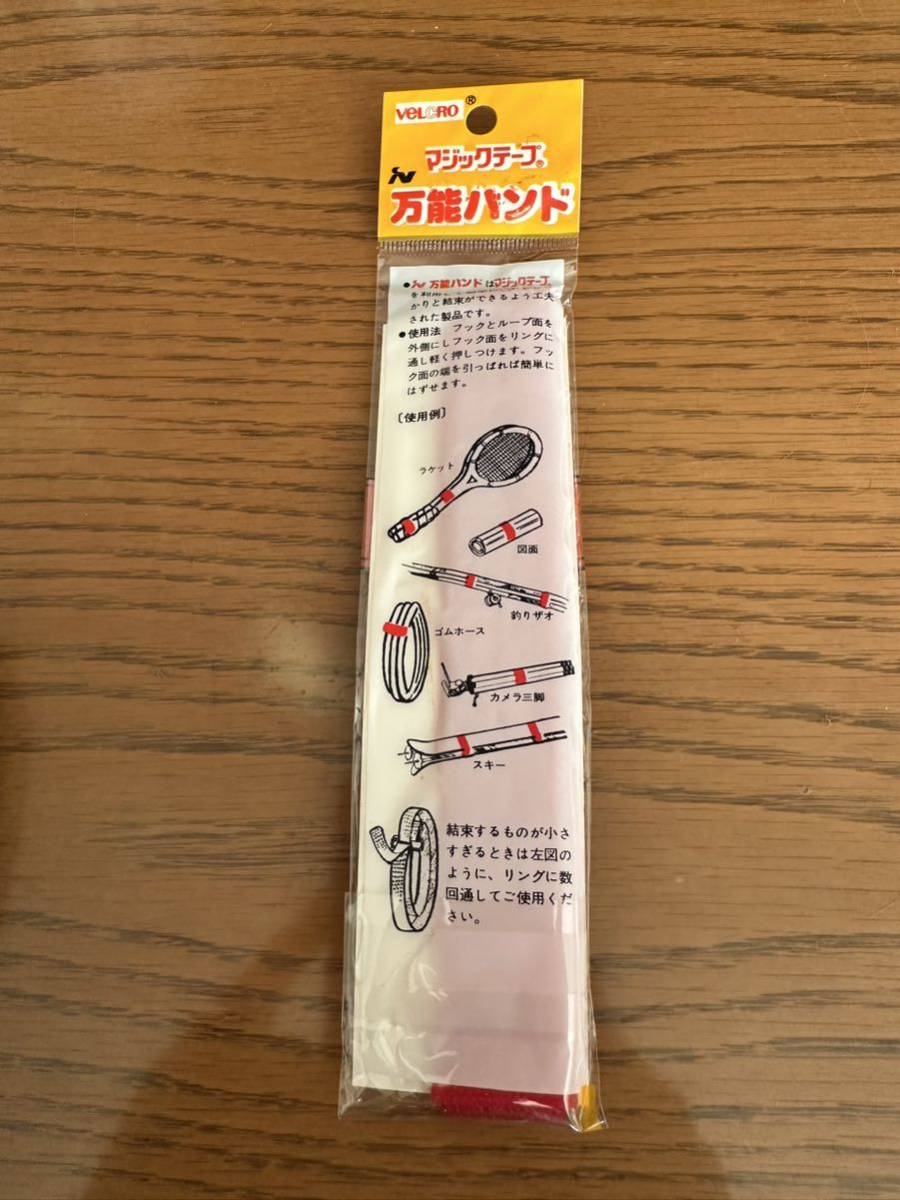 VELCRO®
マジックテープ®
万能バンド
●万能バンドはマジックテープ®
かりと結束ができるよう工夫
された製品です。
●使用法 フックとループ面を
外側にしフック面をリングに
通し軽く押しつけます。フッ
ク面の端を引っぱれば簡単に
はずせます。
〔使用例〕
ラケット
図面
釣りザオ
ゴムホース
カメラ三脚
スキー
結束するものが小さ
すぎるときは左図の
ように、リングに数
回通してご使用くだ
さい。